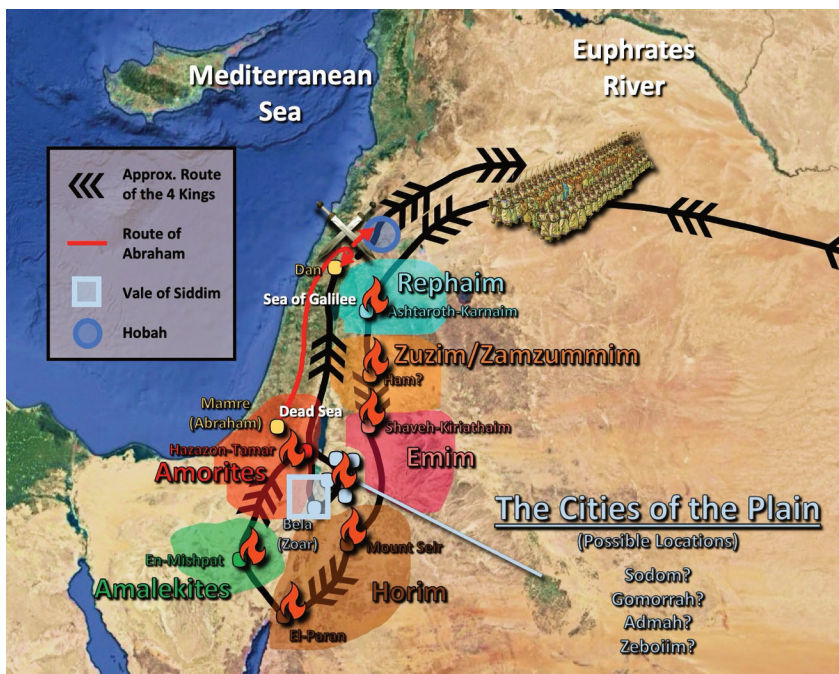 Mediterranean
Sea
Euphrates
River
Approx. Route
of the 4 Kings
Route of
Abraham
Vale of Siddim
Hobah
Dan
Sea of Galilee
Rephaim
Ashtaroth-Karnaim
Zuzim/Zamzummim
Ham?
Mamre
(Abraham)
Dead Sea
Shaveh-Kiriathaim
Hazazon-Tamar
Amorites
Emim
Bela
(Zoar)
The Cities of the Plain
(Possible Locations)
Sodom?
Gomorrah?
Admah?
Zeboiim?
En-Mishpat
Mount Seir
Amalekites
Horim
El-Paran